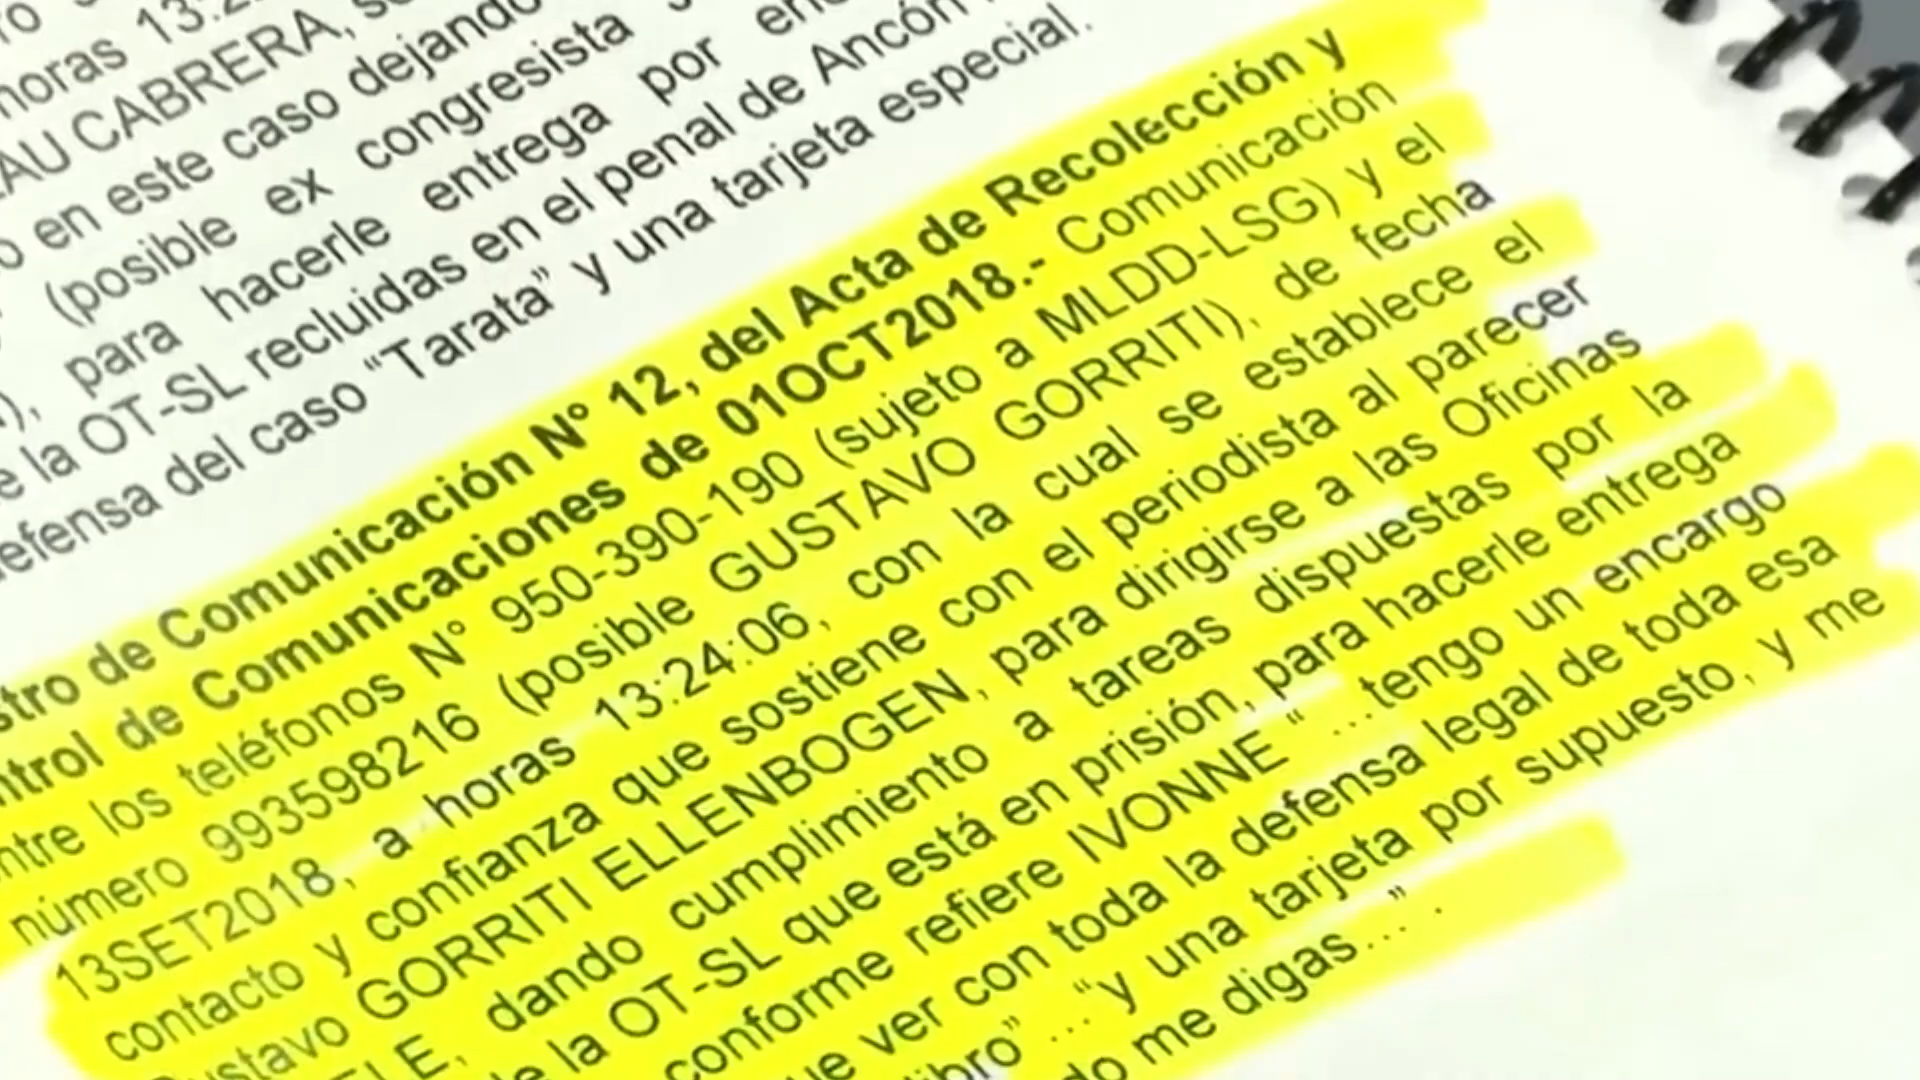 horas 13:2
AU CABRERA,
en este caso dejando
(posible ex congresista
para hacerle entrega por
la OT-SL recluidas en el penal de Ancón
defensa del caso “Tarata” y una tarjeta especial.
stro de Comunicación N° 12, del Acta de Recolección y
ntrol de Comunicaciones de 01OCT2018.- Comunicación
ntre los teléfonos N° 950-390-190 (sujeto a MLDD-LSG) y el
número 993598216 (posible GUSTAVO GORRITI), de fecha
13SET2018, a horas 13:24:06, con la cual se establece el
contacto y confianza que sostiene con el periodista al parecer
Gustavo GORRITI ELLENBOGEN, para dirigirse a las Oficinas
ELE, dando cumplimiento a tareas dispuestas por la
de la OT-SL que está en prisión, para hacerle entrega
conforme refiere IVONNE “...tengo un encargo
que ver con toda la defensa legal de toda esa
libro”...“y una tarjeta por supuesto, y me
do me digas...”.